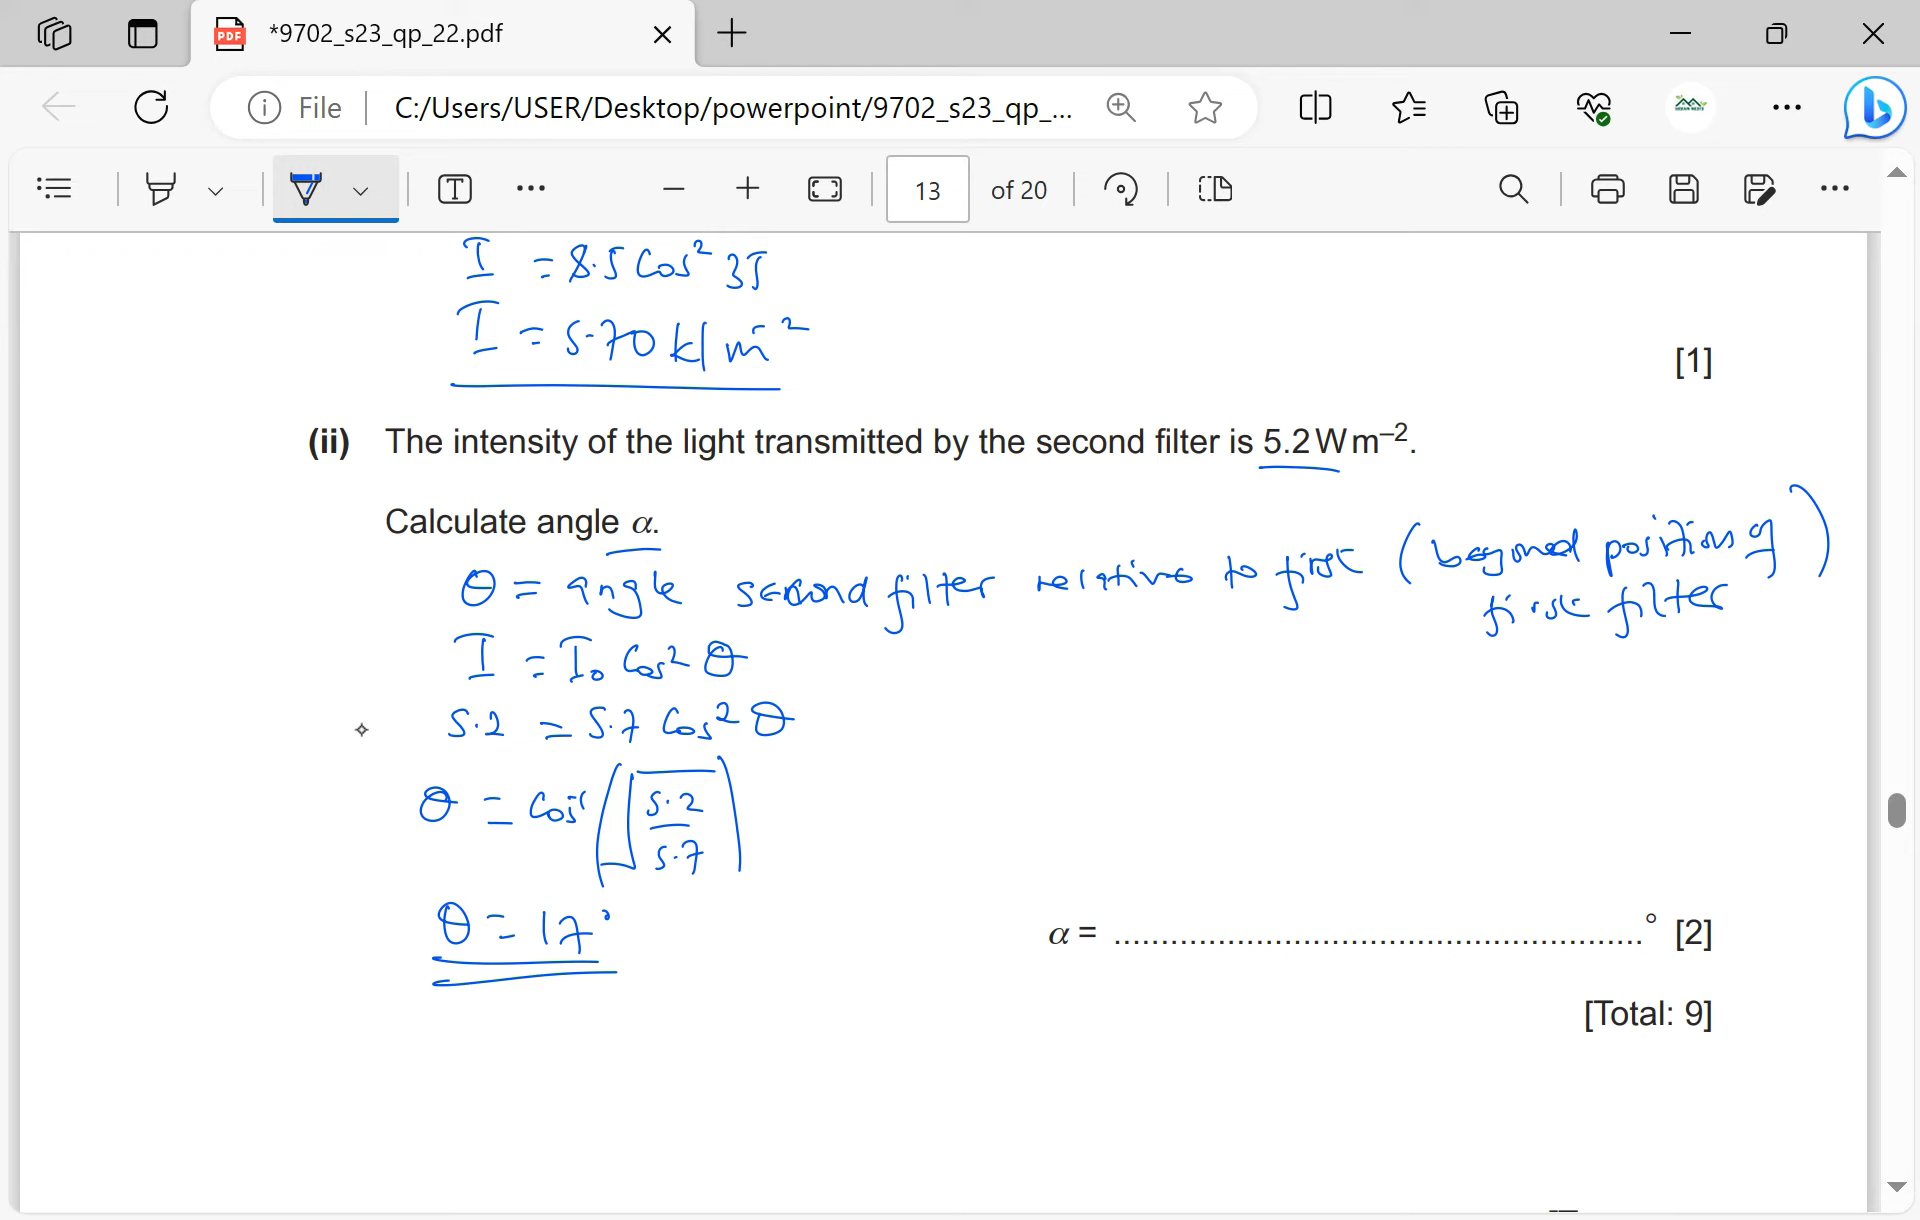 *9702_s23_qp_22.pdf
File C:/Users/USER/Desktop/powerpoint/9702_s23_qp_...
13 of 20
I = 8.5 Cos² 35
I = 5.70 W m⁻²
[1]
(ii) The intensity of the light transmitted by the second filter is 5.2 W m⁻².
Calculate angle α.
θ = angle second filter relative to first (beyond position of first filter)
I = I₀ Cos² θ
5.2 = 5.7 Cos² θ
θ = Cos⁻¹ (√5.2/5.7)
θ = 17°
α = ........................................................° [2]
[Total: 9]